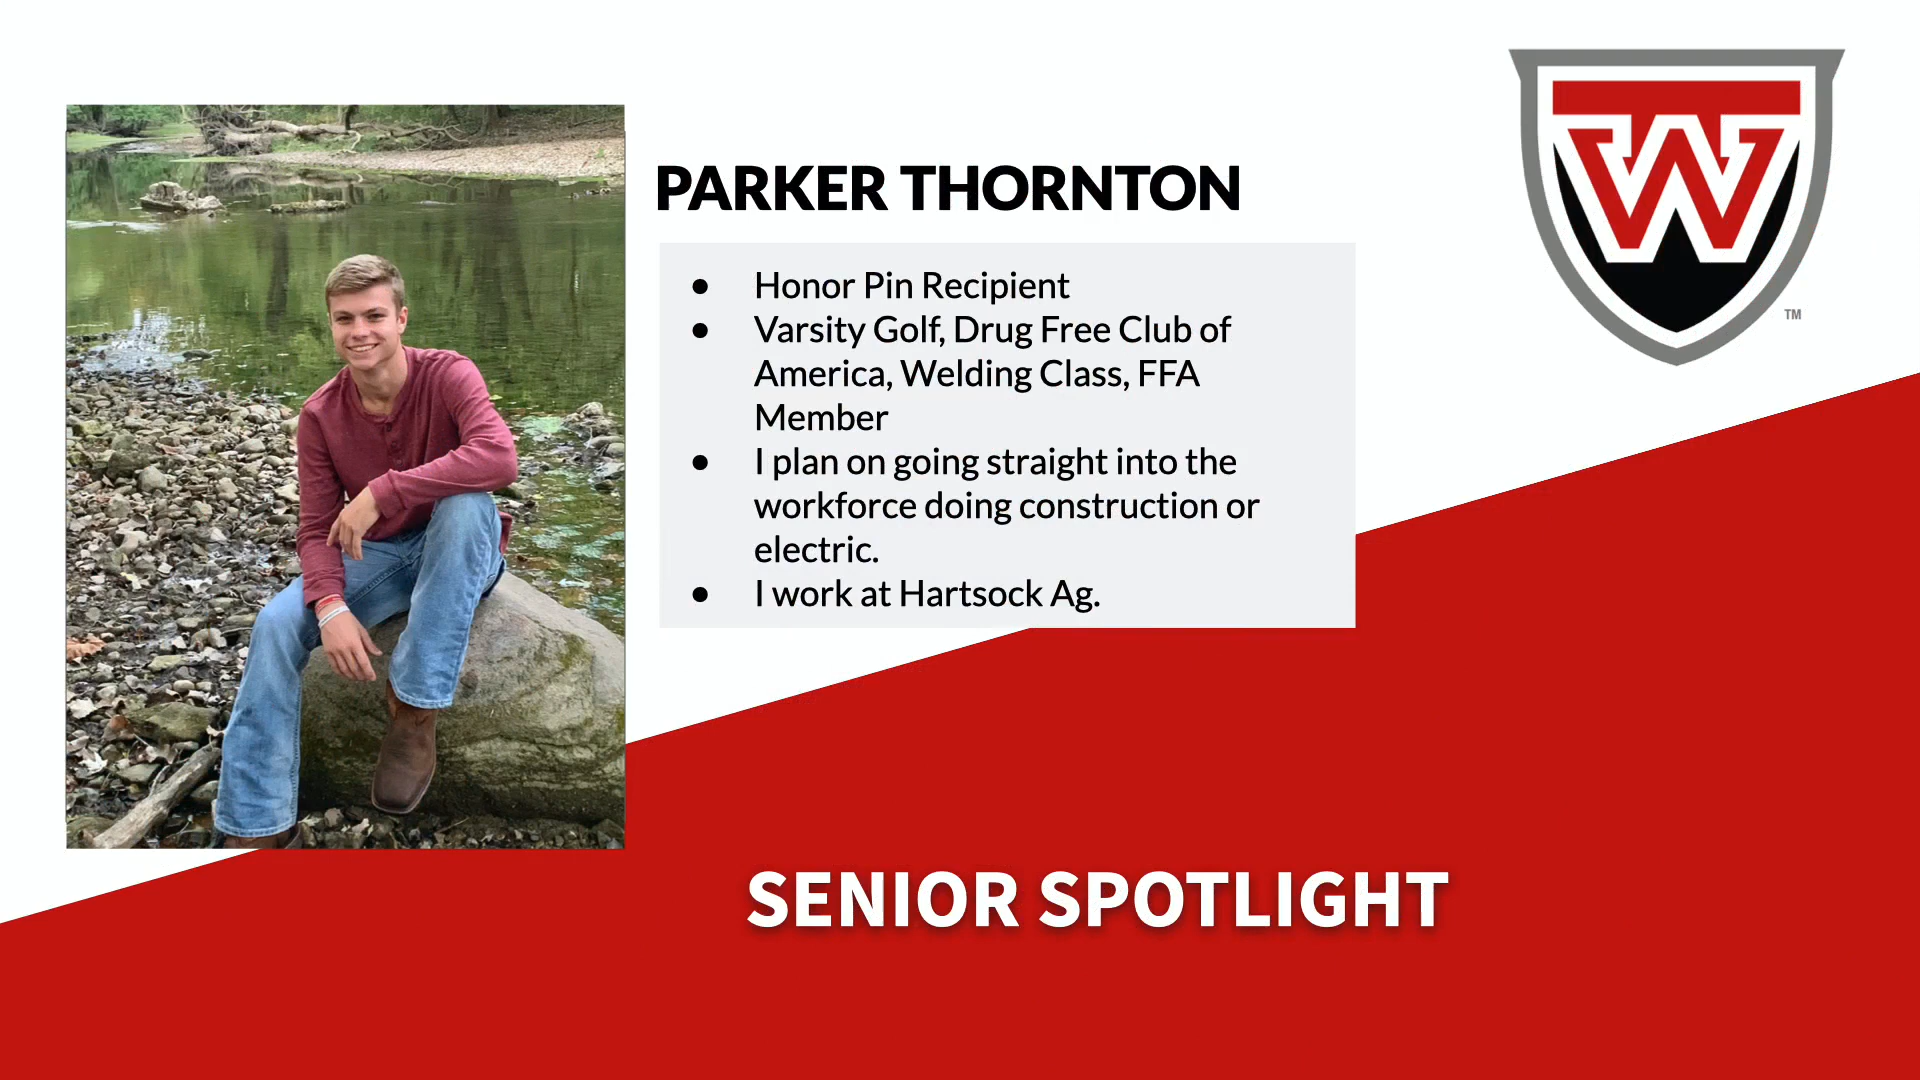 PARKER THORNTON
● Honor Pin Recipient
● Varsity Golf, Drug Free Club of
America, Welding Class, FFA
Member
● I plan on going straight into the
workforce doing construction or
electric.
● I work at Hartsock Ag.
W
TM
SENIOR SPOTLIGHT